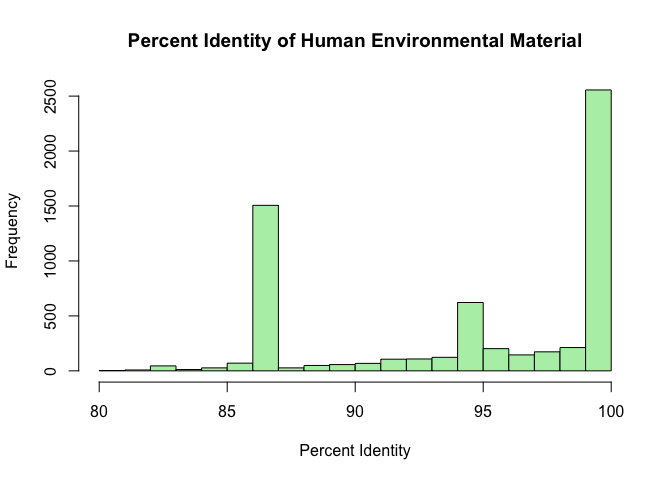 Percent Identity of Human Environmental Material
Frequency
2500
2000
1500
1000
500
0
80 85 90 95 100
Percent Identity